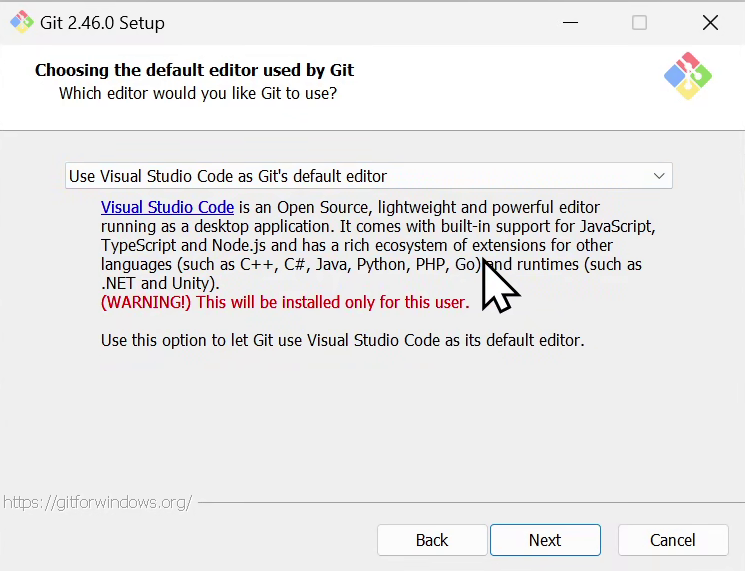 Git 2.46.0 Setup
Choosing the default editor used by Git
Which editor would you like Git to use?
Use Visual Studio Code as Git's default editor
Visual Studio Code is an Open Source, lightweight and powerful editor
running as a desktop application. It comes with built-in support for JavaScript,
TypeScript and Node.js and has a rich ecosystem of extensions for other
languages (such as C++, C#, Java, Python, PHP, Go) and runtimes (such as
.NET and Unity).
(WARNING!) This will be installed only for this user.
Use this option to let Git use Visual Studio Code as its default editor.
https://gitforwindows.org/
Back Next Cancel